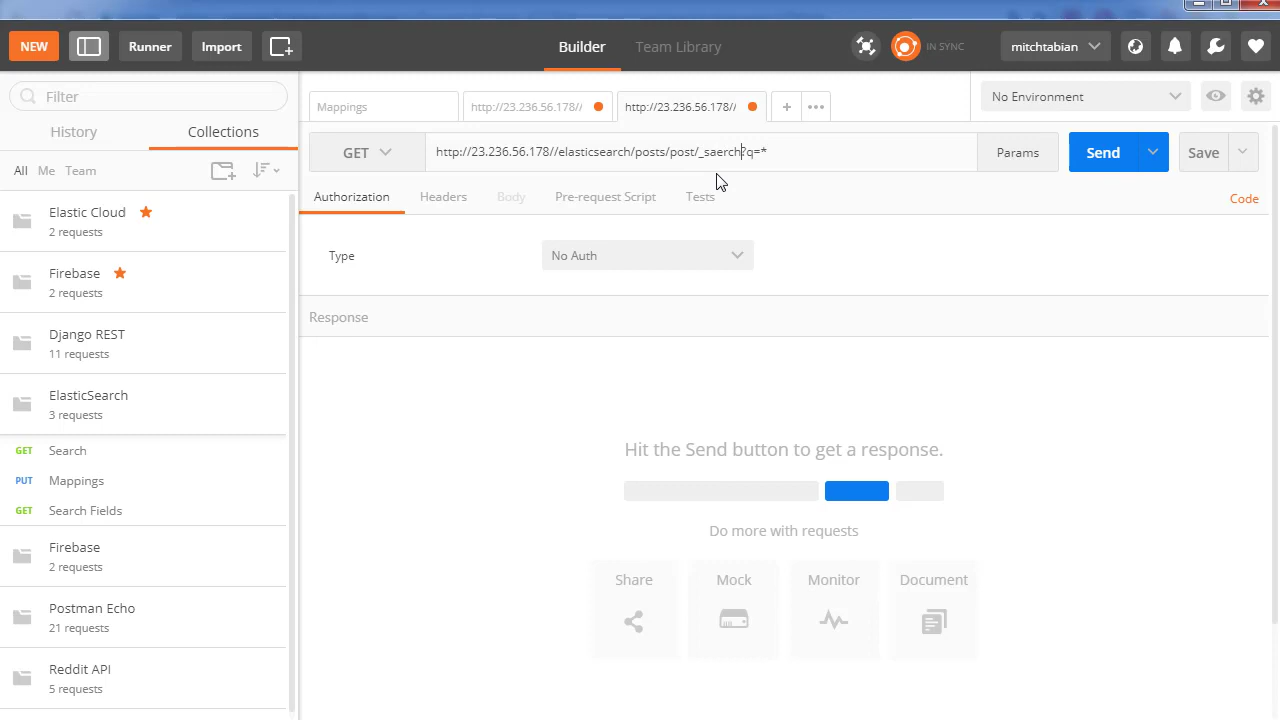 NEW
Runner
Import
Builder
Team Library
IN SYNC
mitchtabian
Filter
History
Collections
All
Me
Team
Elastic Cloud
2 requests
Firebase
2 requests
Django REST
11 requests
ElasticSearch
3 requests
GET Search
PUT Mappings
GET Search Fields
Firebase
2 requests
Postman Echo
21 requests
Reddit API
5 requests
Mappings
http://23.236.56.178//
http://23.236.56.178//
+
•••
No Environment
GET
http://23.236.56.178//elasticsearch/posts/post/_saerch?q=*
Params
Send
Save
Authorization
Headers
Body
Pre-request Script
Tests
Code
Type
No Auth
Response
Hit the Send button to get a response.
Do more with requests
Share
Mock
Monitor
Document